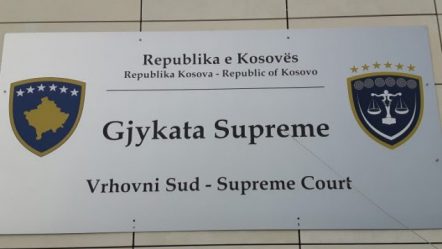 Republika e Kosovës
Republika Kosova - Republic of Kosovo
Gjykata Supreme
Vrhovni Sud - Supreme Court